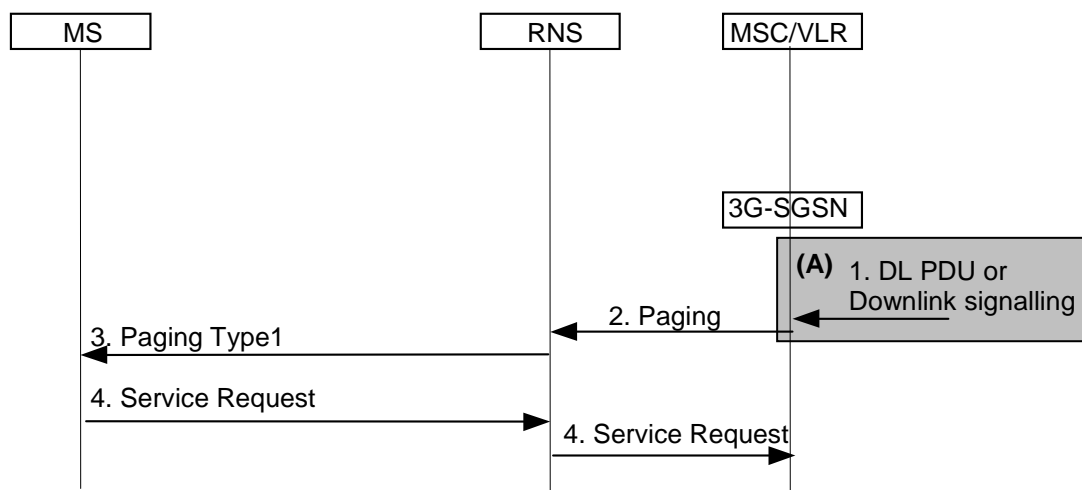 MS
RNS
MSC/VLR
3G-SGSN
(A) 1. DL PDU or
Downlink signalling
2. Paging
3. Paging Type1
4. Service Request
4. Service Request